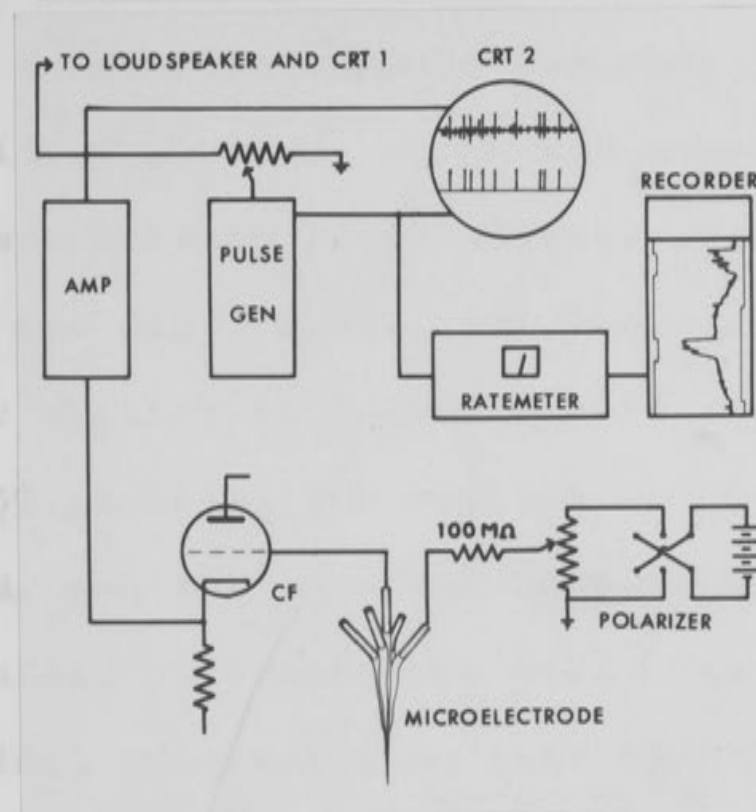 TO LOUDSPEAKER AND CRT 1
CRT 2
RECORDER
AMP
PULSE
GEN
RATEMETER
100 MΩ
CF
POLARIZER
MICROELECTRODE